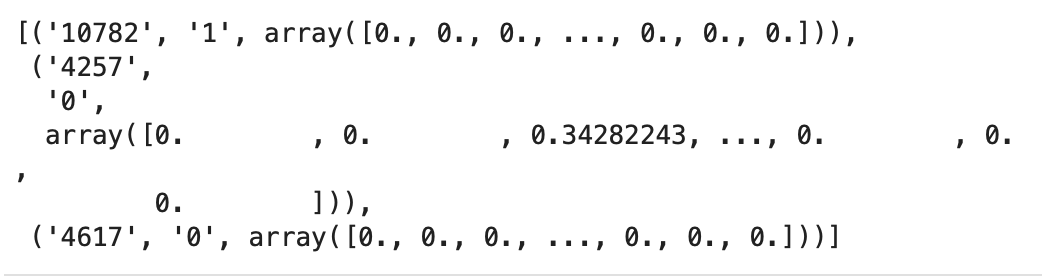 [('10782', '1', array([0., 0., 0., ..., 0., 0., 0.])),
 ('4257',
  '0',
  array([0.        , 0.        , 0.34282243, ..., 0.        , 0.
,
         0.        ])),
 ('4617', '0', array([0., 0., 0., ..., 0., 0., 0.]))]